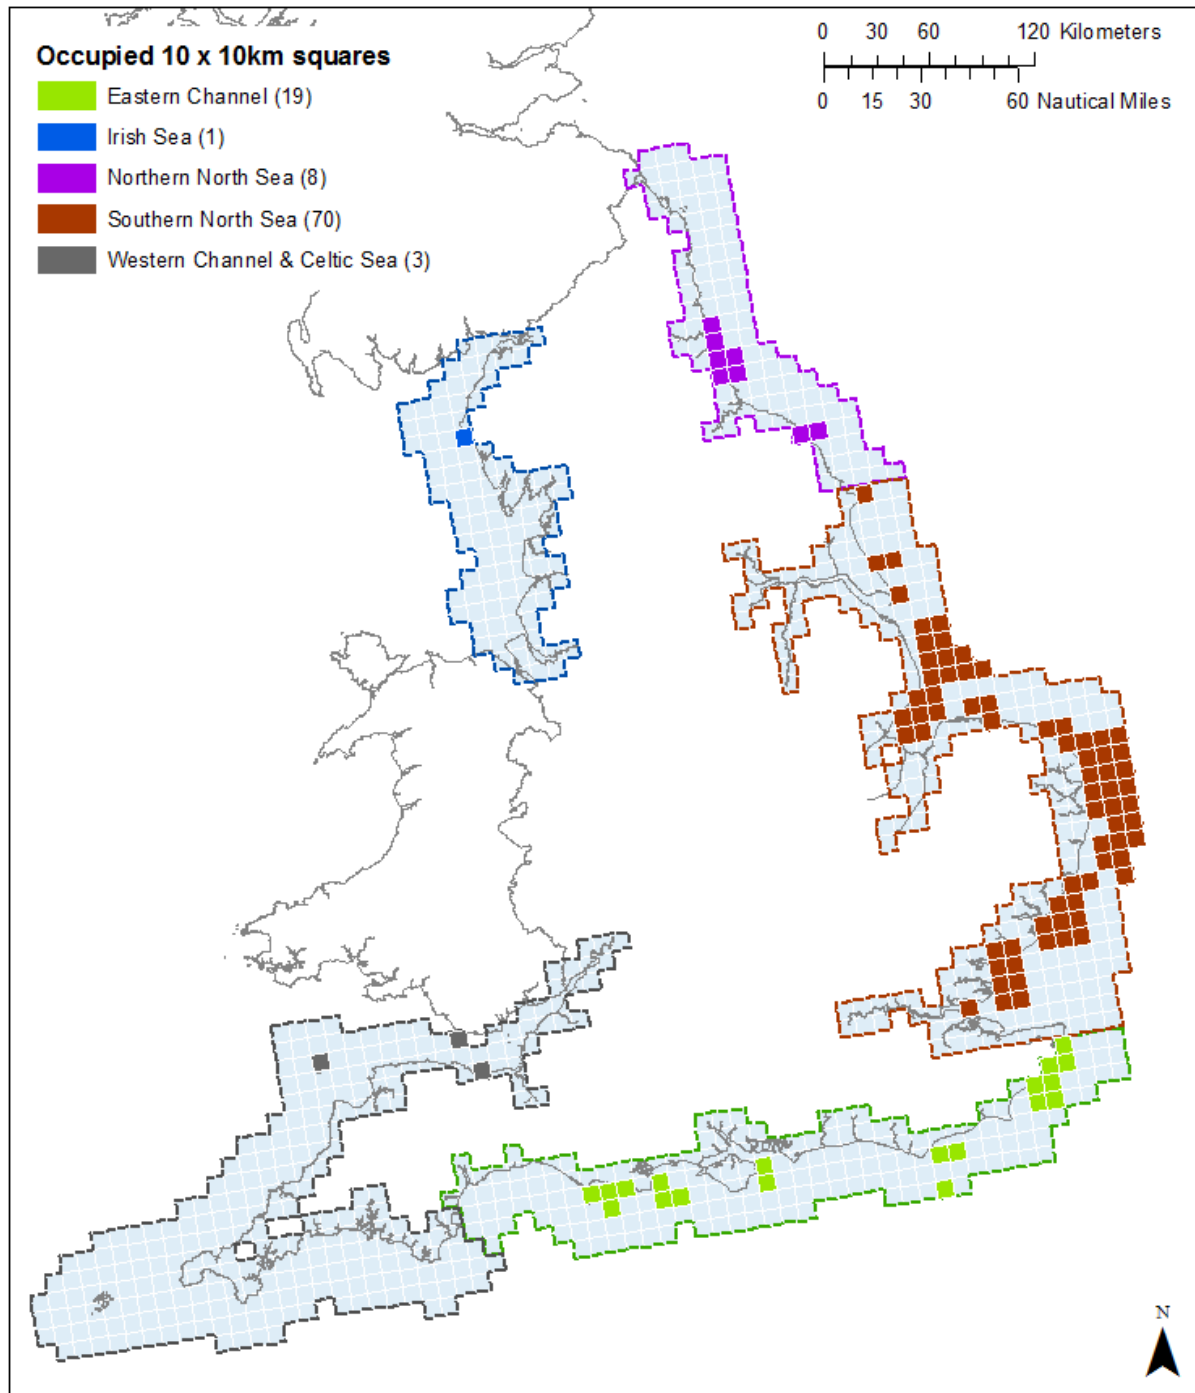 Occupied 10 x 10km squares
Eastern Channel (19)
Irish Sea (1)
Northern North Sea (8)
Southern North Sea (70)
Western Channel & Celtic Sea (3)
0 30 60 120 Kilometers
0 15 30 60 Nautical Miles
N